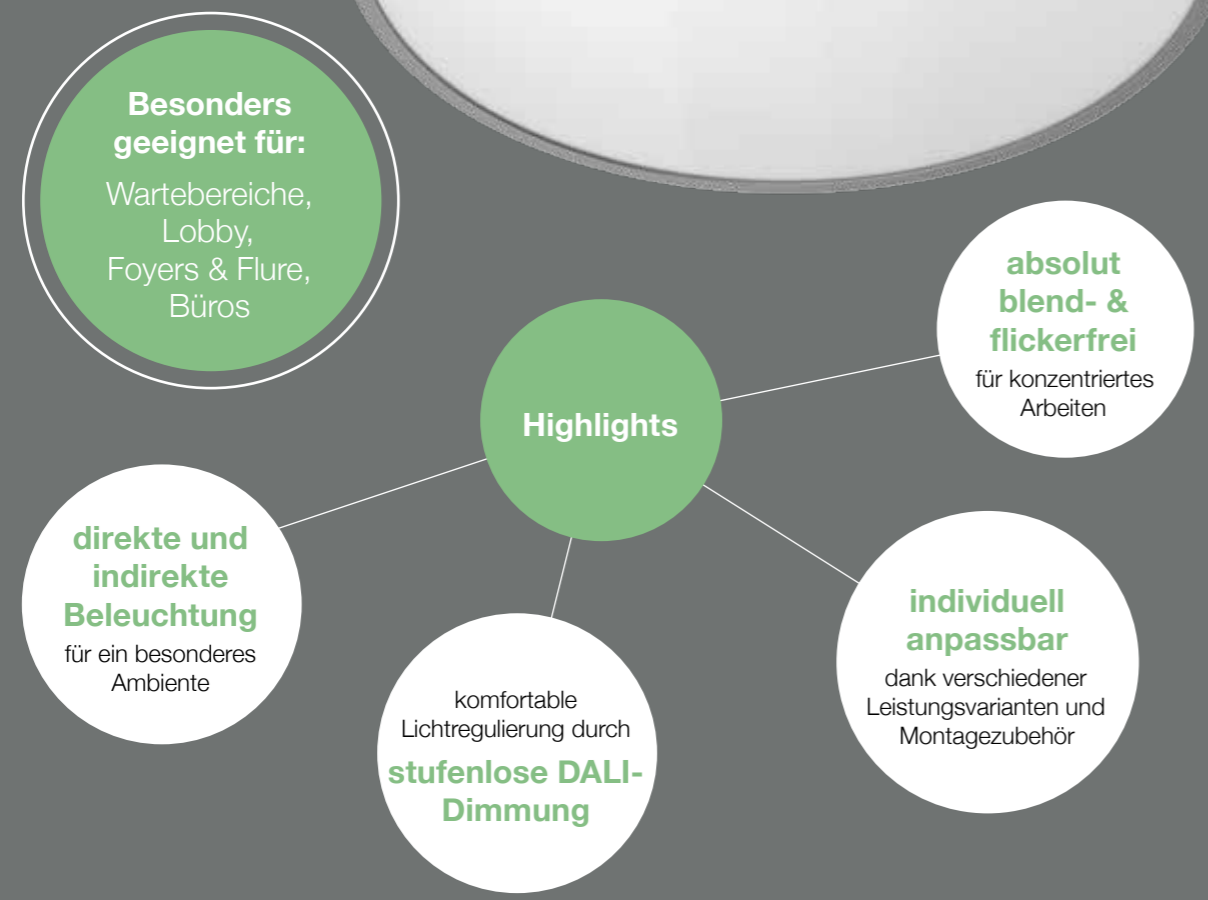 Besonders
geeignet für:
Wartebereiche,
Lobby,
Foyers & Flure,
Büros
Highlights
absolut
blend- &
flickerfrei
für konzentriertes
Arbeiten
direkte und
indirekte
Beleuchtung
für ein besonderes
Ambiente
komfortable
Lichtregulierung durch
stufenlose DALI-
Dimmung
individuell
anpassbar
dank verschiedener
Leistungsvarianten und
Montagezubehör